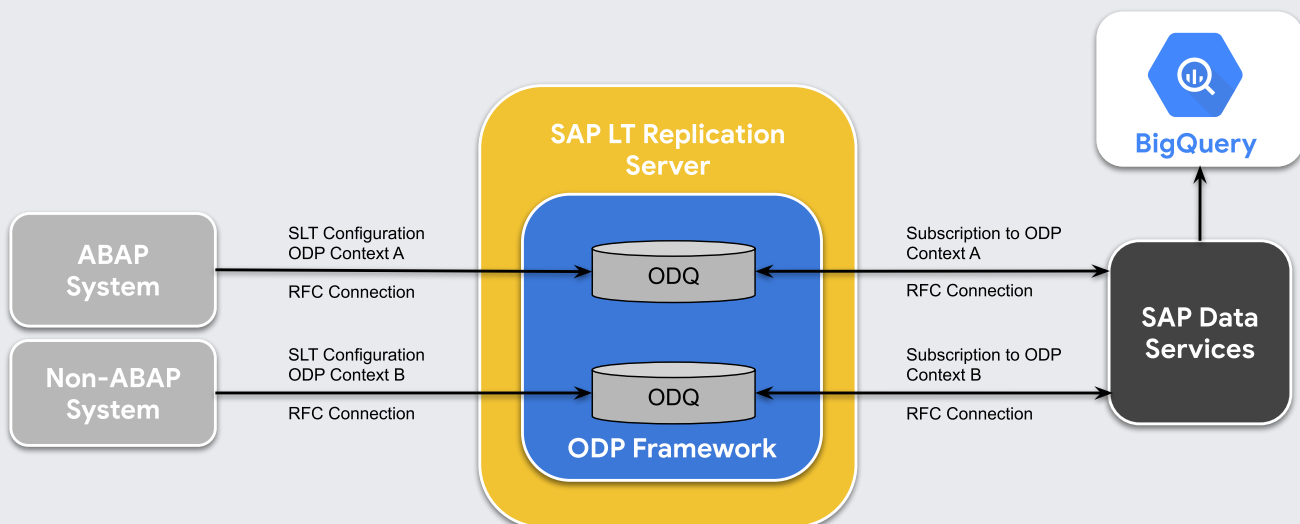 BigQuery
SAP LT Replication
Server
ABAP
System
SLT Configuration
ODP Context A
RFC Connection
ODQ
Subscription to ODP
Context A
RFC Connection
SAP Data
Services
Non-ABAP
System
SLT Configuration
ODP Context B
RFC Connection
ODQ
Subscription to ODP
Context B
RFC Connection
ODP Framework